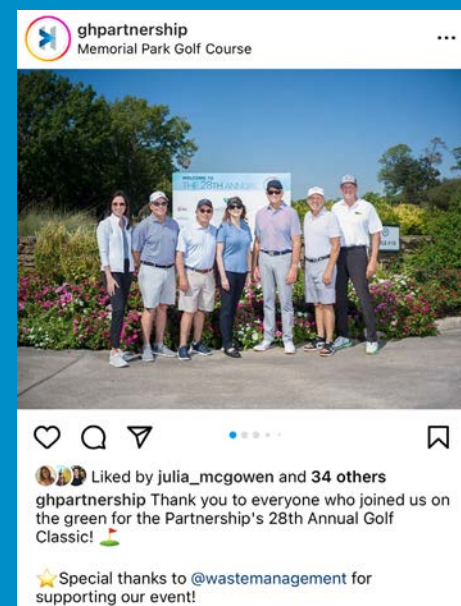 ghpartnership
Memorial Park Golf Course
WELCOME TO
THE 28TH ANNUAL
Liked by julia_mcgowen and 34 others
ghpartnership Thank you to everyone who joined us on
the green for the Partnership's 28th Annual Golf
Classic!
Special thanks to @wastemanagement for
supporting our event!